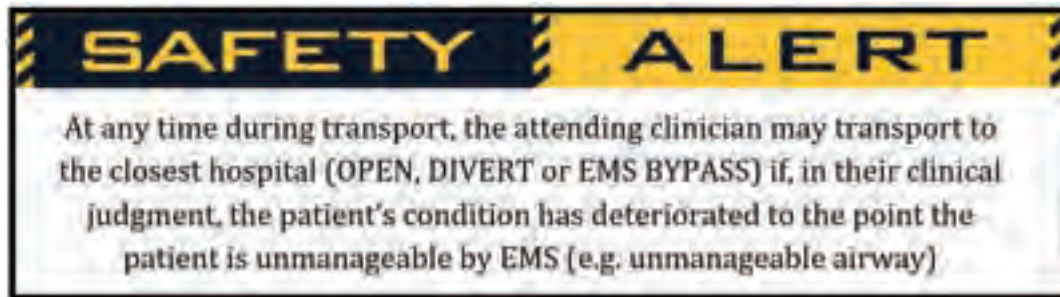 SAFETY ALERT
At any time during transport, the attending clinician may transport to
the closest hospital (OPEN, DIVERT or EMS BYPASS) if, in their clinical
judgment, the patient's condition has deteriorated to the point the
patient is unmanageable by EMS (e.g. unmanageable airway)